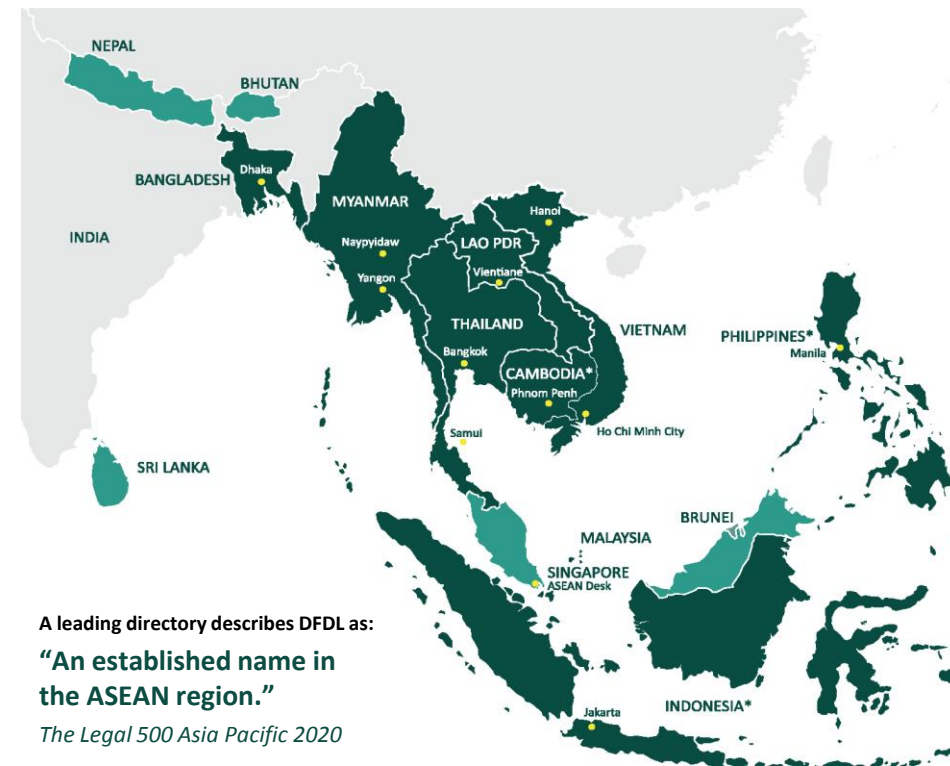 NEPAL
BHUTAN
Dhaka
BANGLADESH
MYANMAR
Hanoi
INDIA
Naypyidaw
LAO PDR
Vientiane
Yangon
THAILAND
VIETNAM
PHILIPPINES*
Manila
Bangkok
CAMBODIA*
Phnom Penh
Samui
Ho Chi Minh City
SRI LANKA
BRUNEI
MALAYSIA
SINGAPORE
ASEAN Desk
A leading directory describes DFDL as:
“An established name in
the ASEAN region.”
The Legal 500 Asia Pacific 2020
INDONESIA*
Jakarta